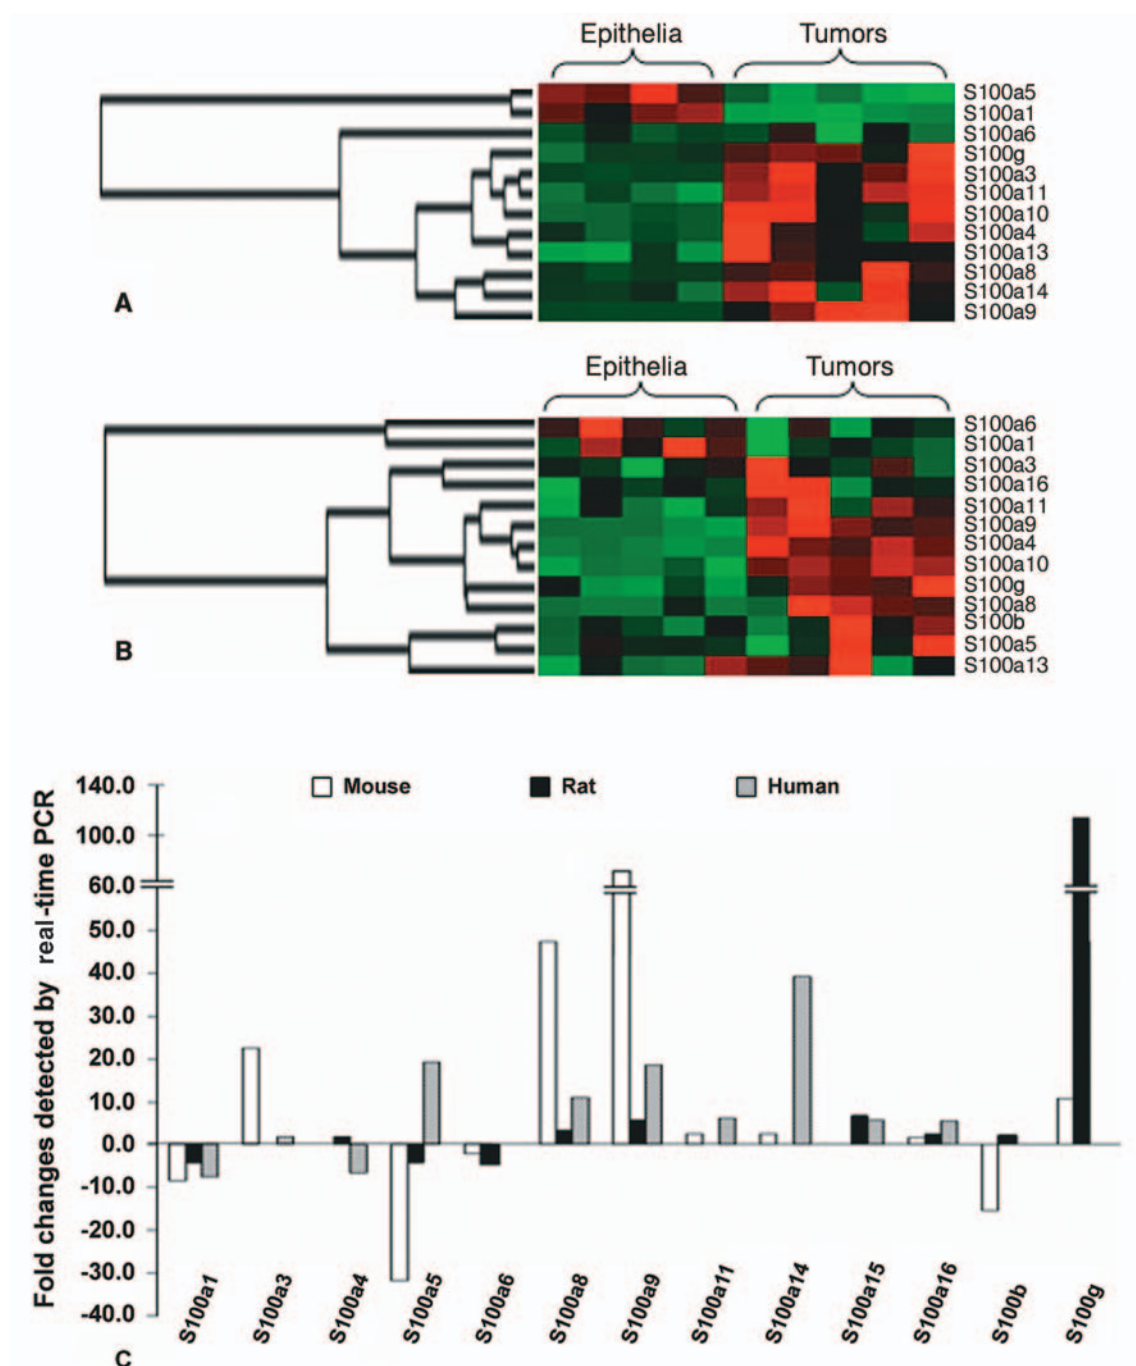 Epithelia Tumors
S100a5
S100a1
S100a6
S100g
S100a3
S100a11
S100a10
S100a4
S100a13
S100a8
S100a14
S100a9
A
Epithelia Tumors
S100a6
S100a1
S100a3
S100a16
S100a11
S100a9
S100a4
S100a10
S100g
S100a8
S100b
S100a5
S100a13
B
Mouse Rat Human
Fold changes detected by real-time PCR
140.0
100.0
60.0
50.0
40.0
30.0
20.0
10.0
0.0
-10.0
-20.0
-30.0
-40.0
S100a1 S100a3 S100a4 S100a5 S100a6 S100a8 S100a9 S100a11 S100a14 S100a15 S100a16 S100b S100g
C